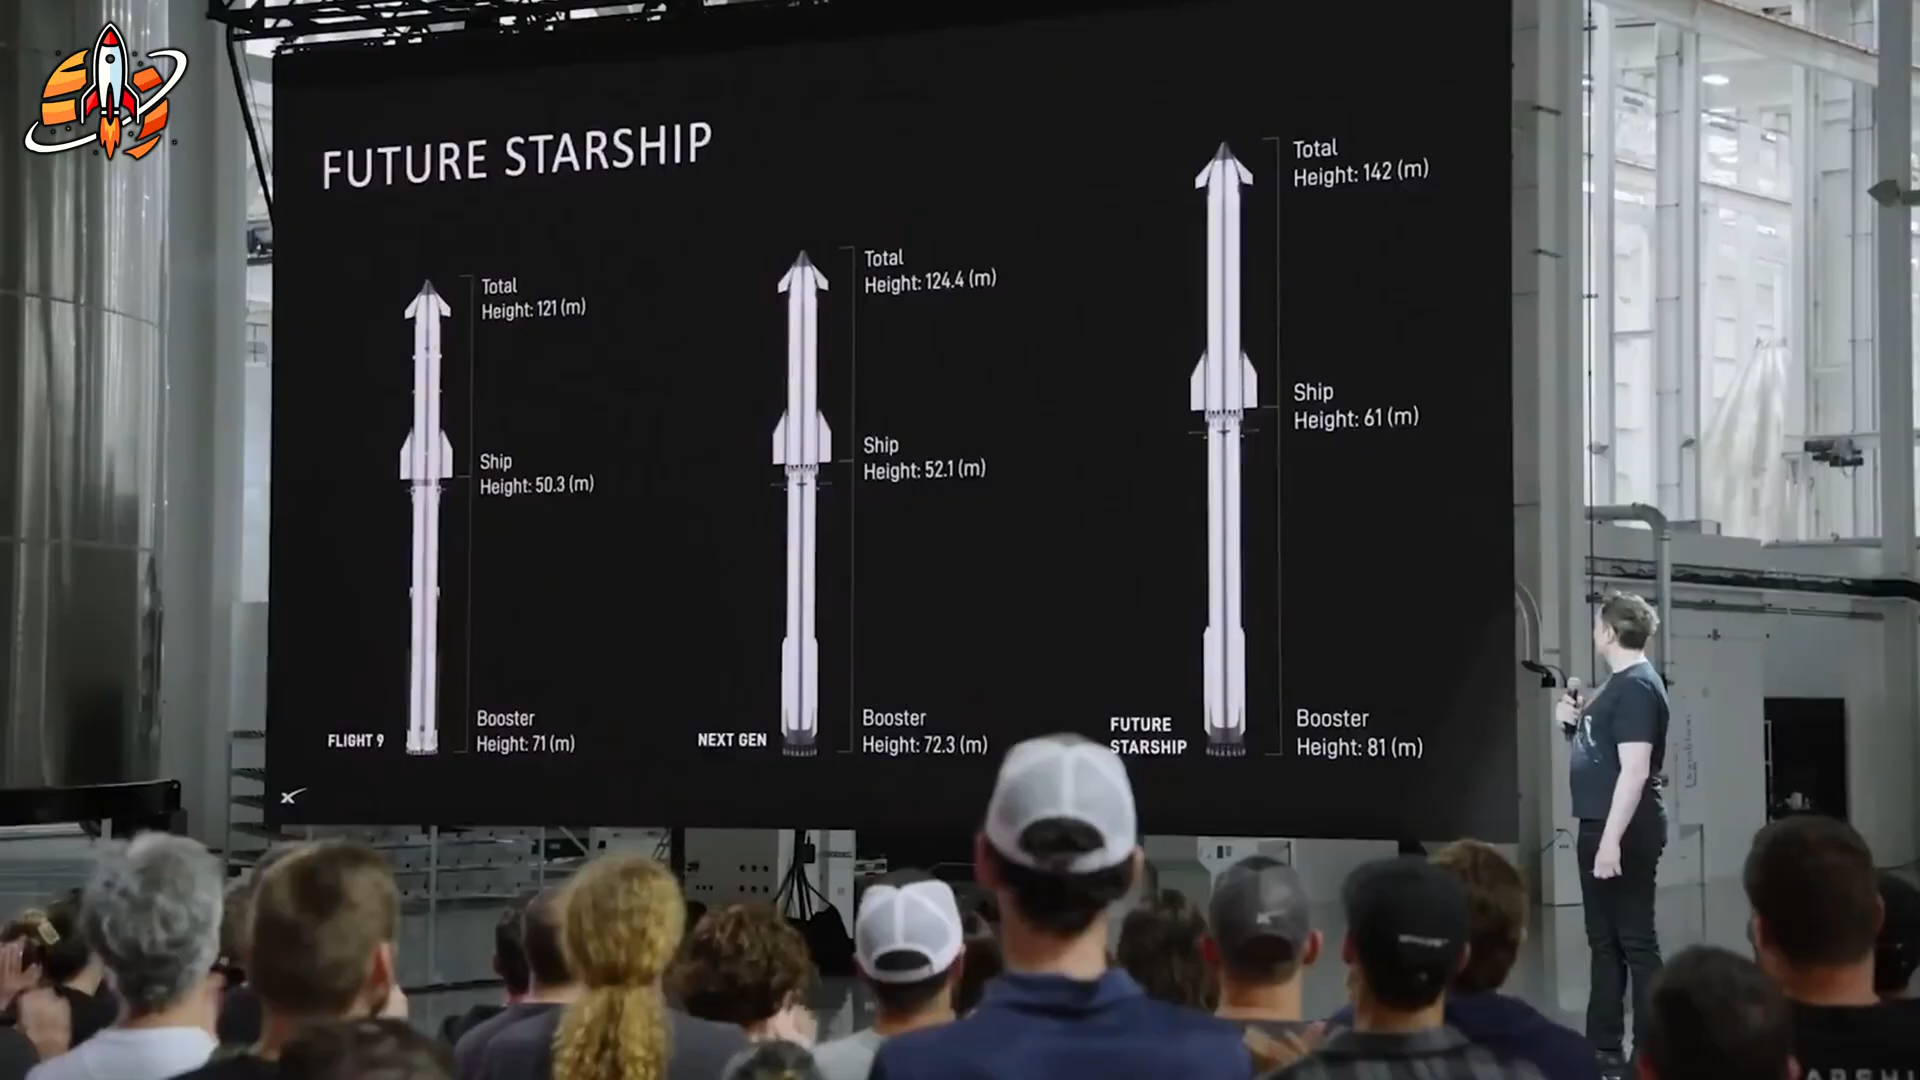 FUTURE STARSHIP
Total
Height: 121 (m)
Ship
Height: 50.3 (m)
Booster
Height: 71 (m)
FLIGHT 9
Total
Height: 124.4 (m)
Ship
Height: 52.1 (m)
Booster
Height: 72.3 (m)
NEXT GEN
Total
Height: 142 (m)
Ship
Height: 61 (m)
Booster
Height: 81 (m)
FUTURE
STARSHIP